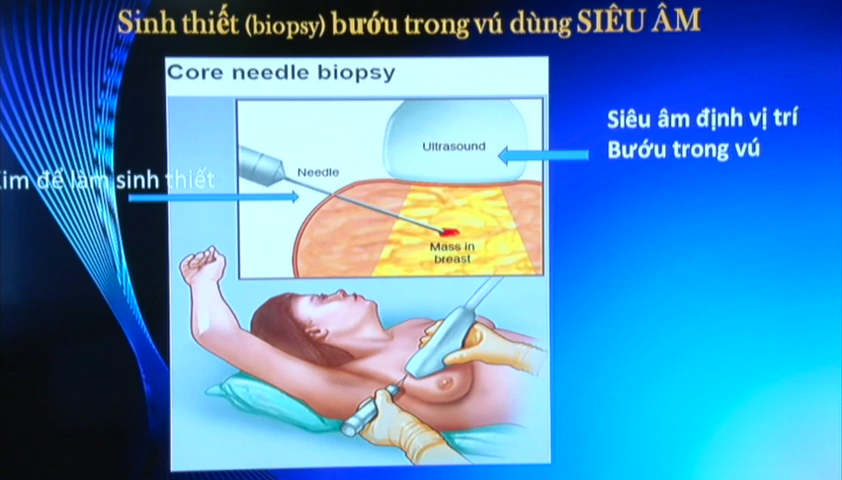 Sinh thiết (biopsy) bướu trong vú dùng SIÊU ÂM
Core needle biopsy
Siêu âm định vị trí
Bướu trong vú
Ultrasound
Needle
để làm sinh thiết
Mass in
breast